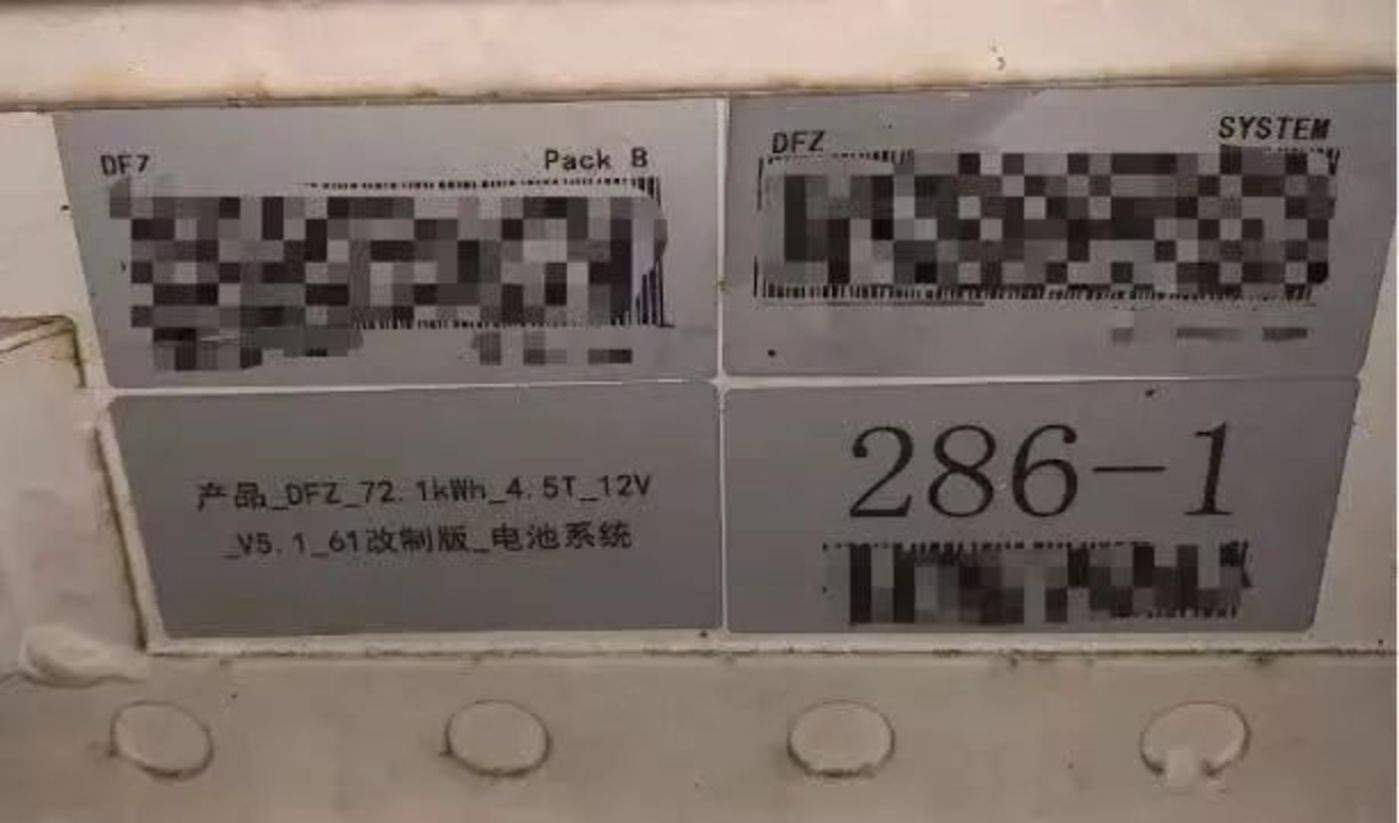 DFZ Pack B
DFZ SYSTEM
产品_DFZ_72.1kWh_4.5T_12V
_V5.1_61改制版_电池系统
286-1